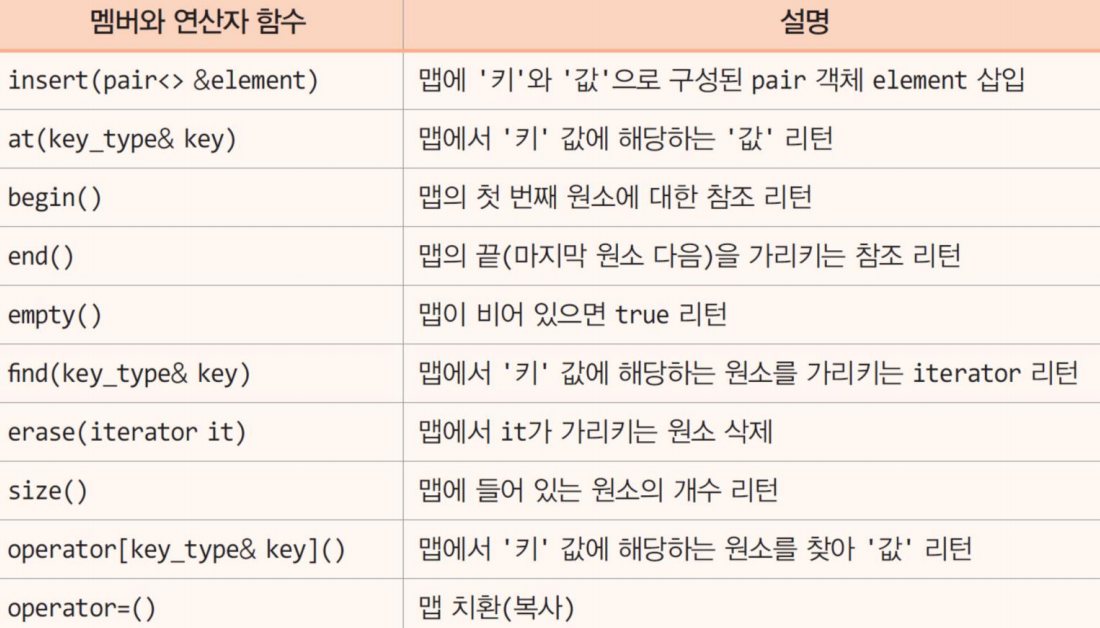 멤버와 연산자 함수 설명
insert(pair<> &element) 맵에 '키'와 '값'으로 구성된 pair 객체 element 삽입
at(key_type& key) 맵에서 '키' 값에 해당하는 '값' 리턴
begin() 맵의 첫 번째 원소에 대한 참조 리턴
end() 맵의 끝(마지막 원소 다음)을 가리키는 참조 리턴
empty() 맵이 비어 있으면 true 리턴
find(key_type& key) 맵에서 '키' 값에 해당하는 원소를 가리키는 iterator 리턴
erase(iterator it) 맵에서 it가 가리키는 원소 삭제
size() 맵에 들어 있는 원소의 개수 리턴
operator[key_type& key]() 맵에서 '키' 값에 해당하는 원소를 찾아 '값' 리턴
operator=() 맵 치환(복사)